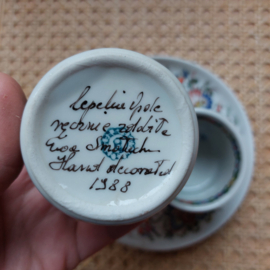 Cepelia Opole
ręcznie zdobiła
Ewa
Hand decorated
1988